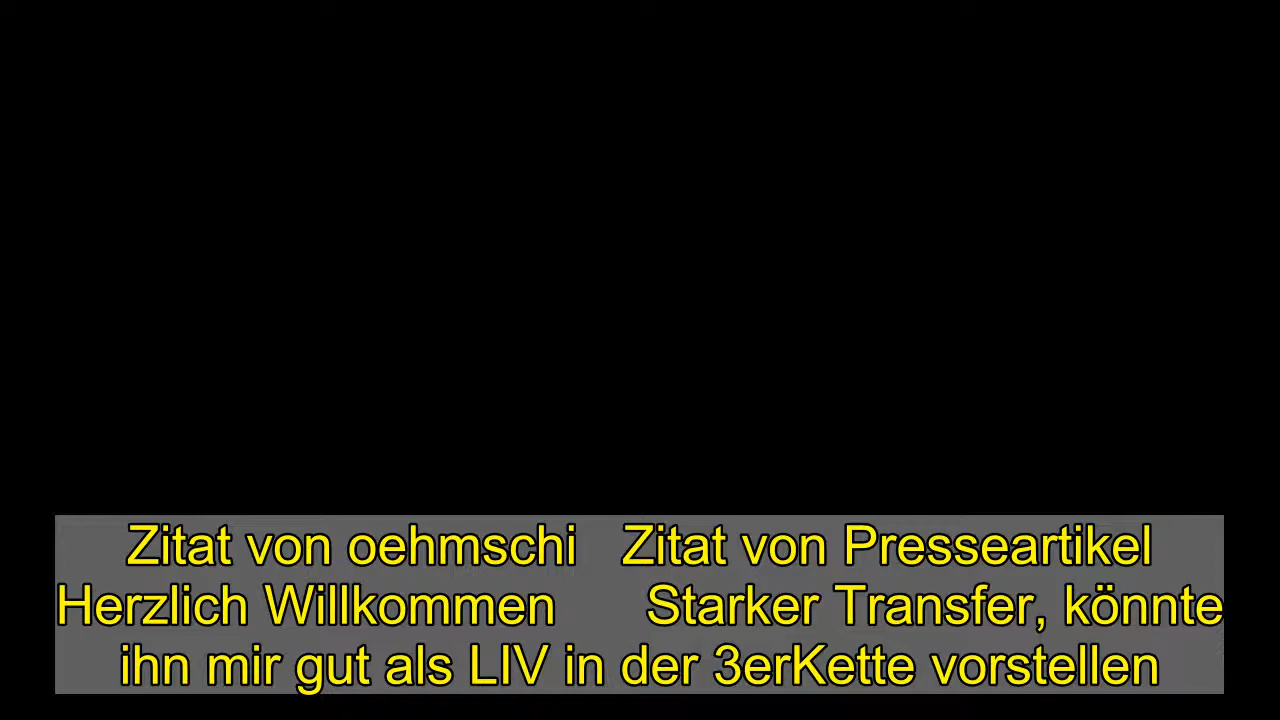 Zitat von oehmschi   Zitat von Presseartikel
Herzlich Willkommen      Starker Transfer, könnte
ihn mir gut als LIV in der 3erKette vorstellen